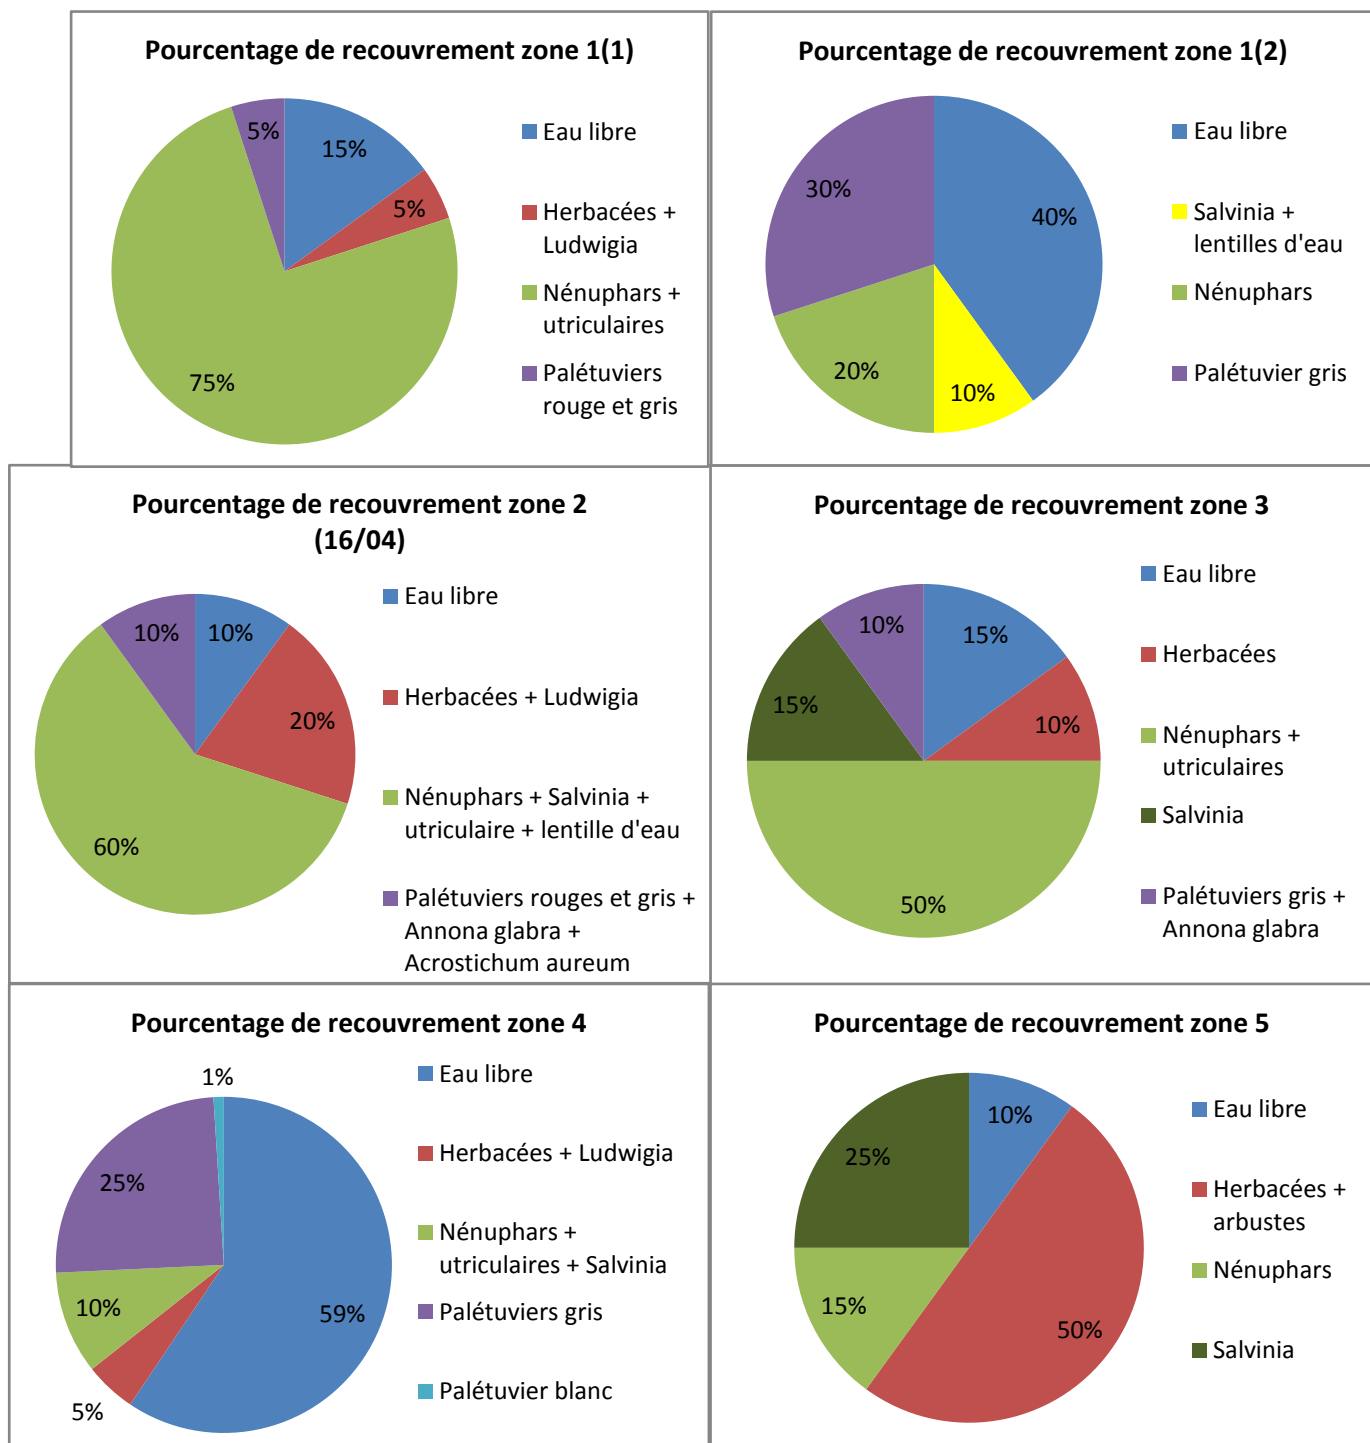 Pourcentage de recouvrement zone 1(1)
5%
15%
5%
75%
Eau libre
Herbacées +
Ludwigia
Nénuphars +
utriculaires
Palétuviers
rouge et gris
Pourcentage de recouvrement zone 1(2)
30%
40%
20%
10%
Eau libre
Salvinia +
lentilles d'eau
Nénuphars
Palétuvier gris
Pourcentage de recouvrement zone 2
(16/04)
10%
10%
20%
60%
Eau libre
Herbacées + Ludwigia
Nénuphars + Salvinia +
utriculaire + lentille d'eau
Palétuviers rouges et gris +
Annona glabra +
Acrostichum aureum
Pourcentage de recouvrement zone 3
10%
15%
15%
10%
50%
Eau libre
Herbacées
Nénuphars +
utriculaires
Salvinia
Palétuviers gris +
Annona glabra
Pourcentage de recouvrement zone 4
1%
25%
10%
59%
5%
Eau libre
Herbacées + Ludwigia
Nénuphars +
utriculaires + Salvinia
Palétuviers gris
Palétuvier blanc
Pourcentage de recouvrement zone 5
10%
25%
15%
50%
Eau libre
Herbacées +
arbustes
Nénuphars
Salvinia